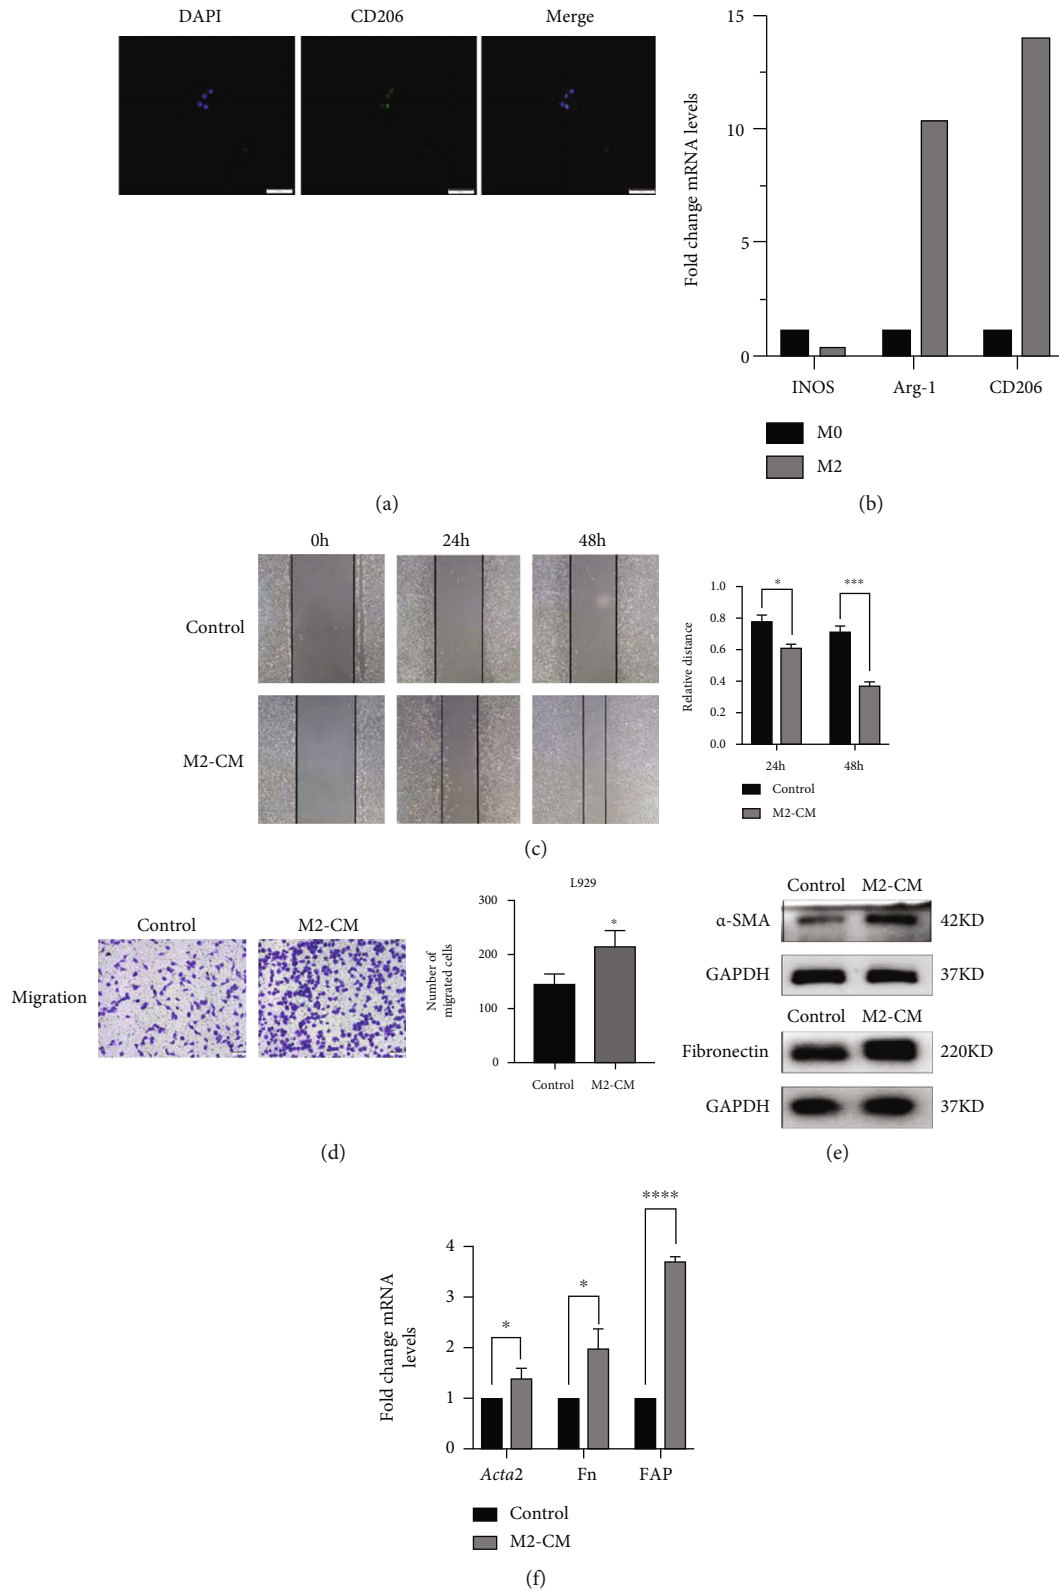 DAPI CD206 Merge
15
10
5
0
Fold change mRNA levels
INOS Arg-1 CD206
M0
M2
(a)
(b)
0h 24h 48h
Control
M2-CM
1.0
0.8
0.6
0.4
0.2
0.0
Relative distance
* ***
24h 48h
Control
M2-CM
(c)
Control M2-CM
Migration
L929
300
200
100
0
Number of
migrated cells
*
Control M2-CM
(d)
Control M2-CM
α-SMA 42KD
GAPDH 37KD
Control M2-CM
Fibronectin 220KD
GAPDH 37KD
(e)
4
3
2
1
0
Fold change mRNA
levels
* * ****
Acta2 Fn FAP
Control
M2-CM
(f)